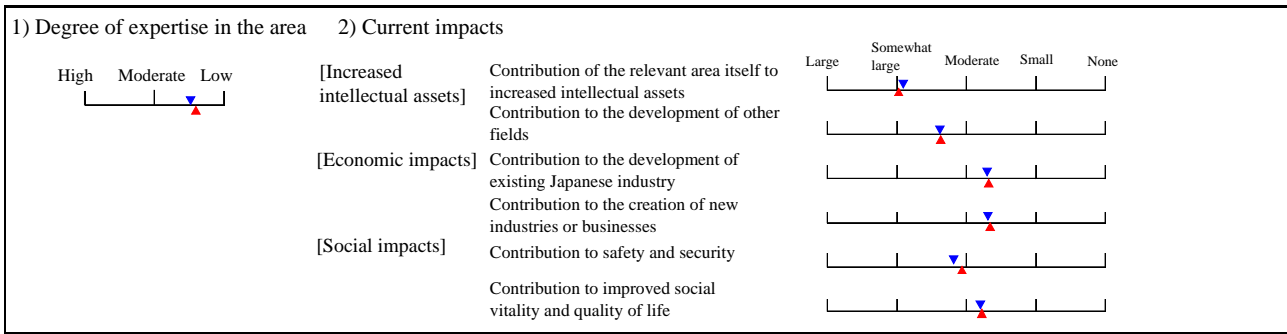 1) Degree of expertise in the area 2) Current impacts
High Moderate Low
[Increased
intellectual assets]
Contribution of the relevant area itself to
increased intellectual assets
Large Somewhat
large Moderate Small None
Contribution to the development of other
fields
[Economic impacts]
Contribution to the development of
existing Japanese industry
Contribution to the creation of new
industries or businesses
[Social impacts]
Contribution to safety and security
Contribution to improved social
vitality and quality of life